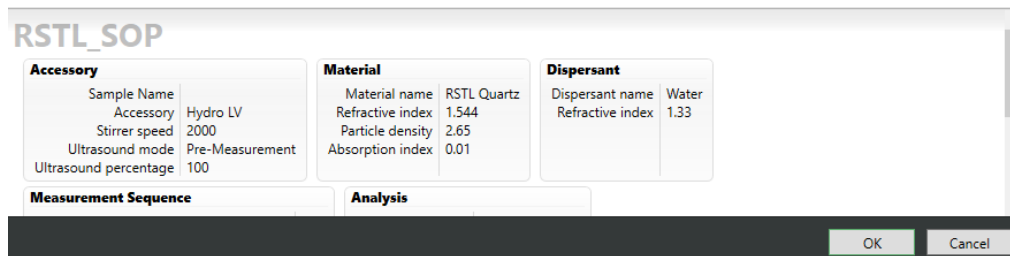 RSTL_SOP
Accessory
Sample Name
Accessory Hydro LV
Stirrer speed 2000
Ultrasound mode Pre-Measurement
Ultrasound percentage 100
Material
Material name RSTL Quartz
Refractive index 1.544
Particle density 2.65
Absorption index 0.01
Dispersant
Dispersant name Water
Refractive index 1.33
Measurement Sequence
Analysis
OK
Cancel